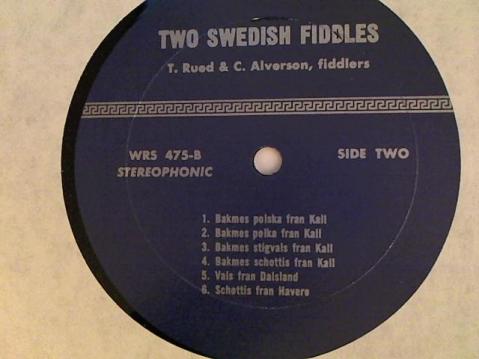 TWO SWEDISH FIDDLES
T. Rued & C. Alverson, fiddlers
WRS 475-B SIDE TWO
STEREOPHONIC
1. Bakmes polska fran Kall
2. Bakmes polka fran Kall
3. Bakmes stigvals fran Kall
4. Bakmes schottis fran Kall
5. Vals fran Dalsland
6. Schottis fran Havero